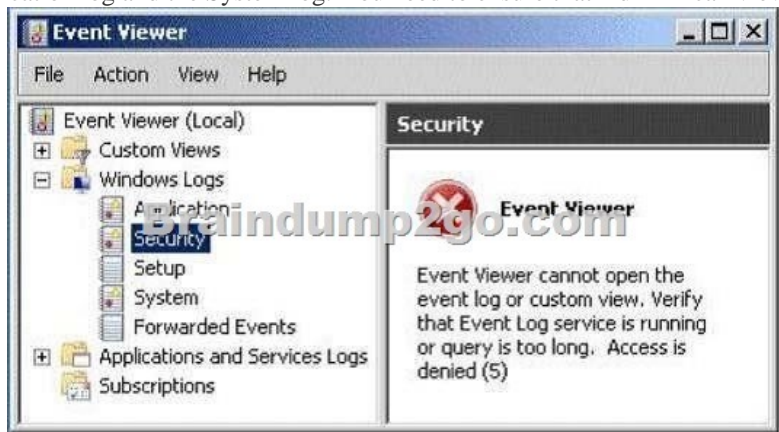 Event Viewer
File Action View Help
Event Viewer (Local)
Custom Views
Windows Logs
Application
Security
Setup
System
Forwarded Events
Applications and Services Logs
Subscriptions
Security
Event Viewer
Event Viewer cannot open the
event log or custom view. Verify
that Event Log service is running
or query is too long. Access is
denied (5)
Braindump2go.com